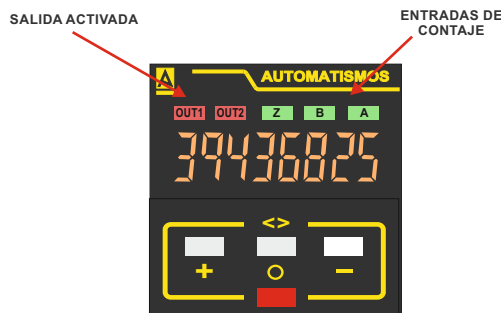 SALIDA ACTIVADA
ENTRADAS DE
CONTAJE
AUTOMATISMOS
OUT1 OUT2 Z B A
39436825
<>
+ O −